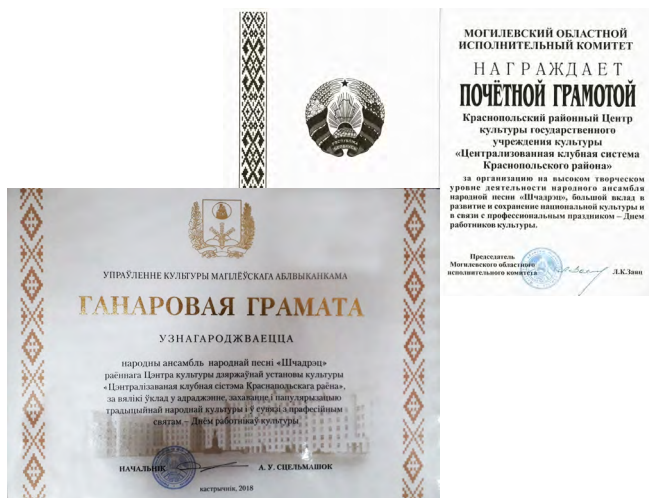 МОГИЛЕВСКИЙ ОБЛАСТНОЙ
ИСПОЛНИТЕЛЬНЫЙ КОМИТЕТ
НАГРАЖДАЕТ
ПОЧЁТНОЙ ГРАМОТОЙ
Краснопольский районный Центр
культуры государственного
учреждения культуры
«Централизованная клубная система
Краснопольского района»
за организацию на высоком творческом
уровне деятельности народного ансамбля
народной песни «Шчадрэц», большой вклад в
развитие и сохранение национальной культуры и
в связи с профессиональным праздником – Днем
работников культуры.
Председатель
Могилевского областного
исполнительного комитета Л.К.Заяц
УПРАЎЛЕННЕ КУЛЬТУРЫ МАГІЛЁЎСКАГА АБЛВЫКАНКАМА
ГАНАРОВАЯ ГРАМАТА
УЗНАГАРОДЖВАЕЦЦА
народны ансамбль народнай песні «Шчадрэц»
раённага Цэнтра культуры дзяржаўнай установы культуры
«Цэнтралізаваная клубная сістэма Краснапольскага раёна»,
за вялікі ўклад у адраджэнне, захаванне і папулярызацыю
традыцыйнай народнай культуры і ў сувязі з прафесійным
святам – Днём работнікаў культуры
НАЧАЛЬНІК А. У. СЦЕЛЬМАШОК
кастрычнік, 2018